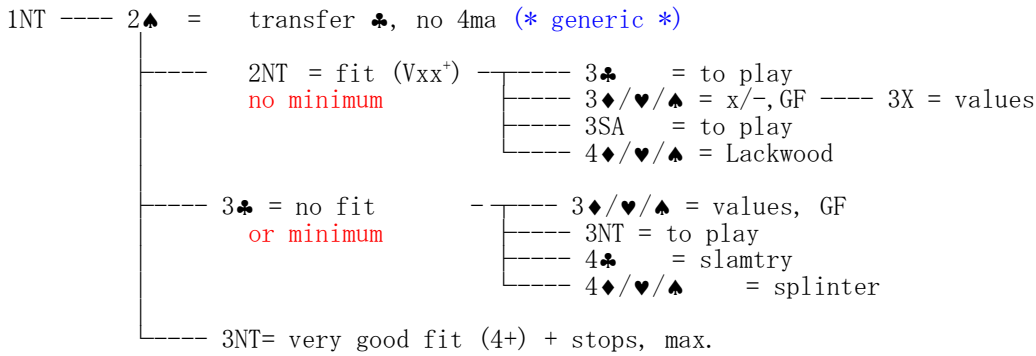 1NT ---- 2♠ = transfer ♣, no 4ma (* generic *)
2NT = fit (Vxx⁺) ------- 3♣ = to play
no minimum ----- 3♦/♥/♠ = x/-,GF ---- 3X = values
----- 3SA = to play
----- 4♦/♥/♠ = Lackwood
----- 3♣ = no fit - ----- 3♦/♥/♠ = values, GF
or minimum ----- 3NT = to play
----- 4♣ = slamtry
----- 4♦/♥/♠ = splinter
----- 3NT= very good fit (4+) + stops, max.